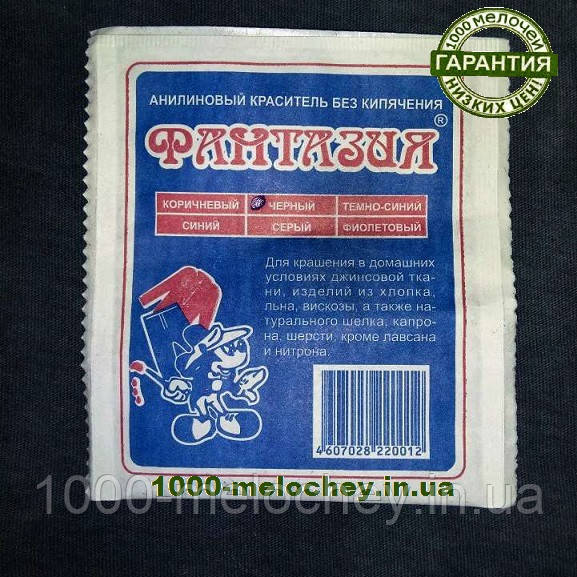 1000 мелочей
ГАРАНТИЯ
НИЗКИХ ЦЕН!
АНИЛИНОВЫЙ КРАСИТЕЛЬ БЕЗ КИПЯЧЕНИЯ
ФАНТАЗИЯ®
КОРИЧНЕВЫЙ ЧЕРНЫЙ ТЕМНО-СИНИЙ
СИНИЙ СЕРЫЙ ФИОЛЕТОВЫЙ
Для крашения в домашних
условиях джинсовой тка-
ни, изделий из хлопка,
льна, вискозы, а также на-
турального шелка, капро-
на, шерсти, кроме лавсана
и нитрона.
4607028 220012
1000-melochey.in.ua
1000-melochey.in.ua